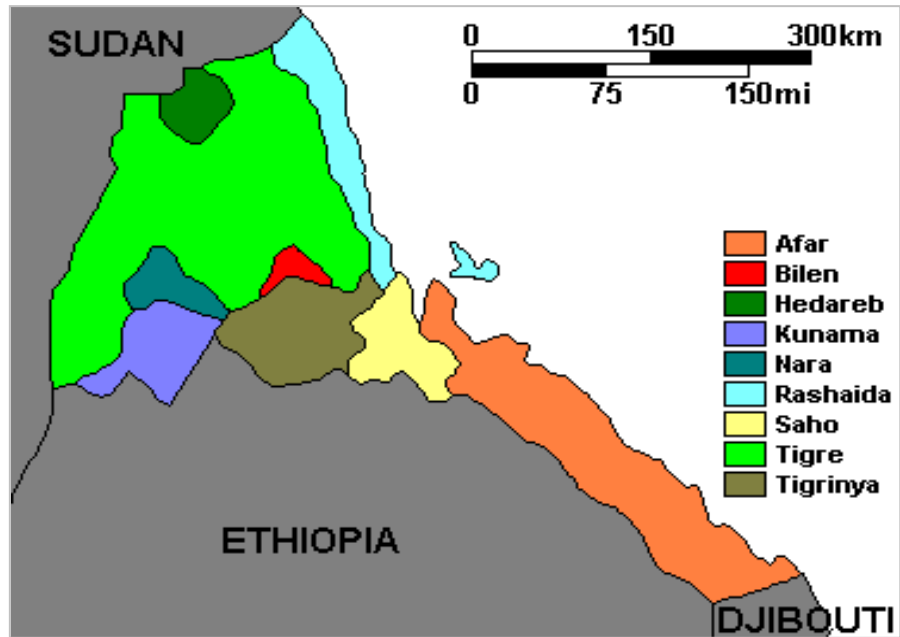 SUDAN
0 150 300km
0 75 150mi
Afar
Bilen
Hedareb
Kunama
Nara
Rashaida
Saho
Tigre
Tigrinya
ETHIOPIA
DJIBOUTI